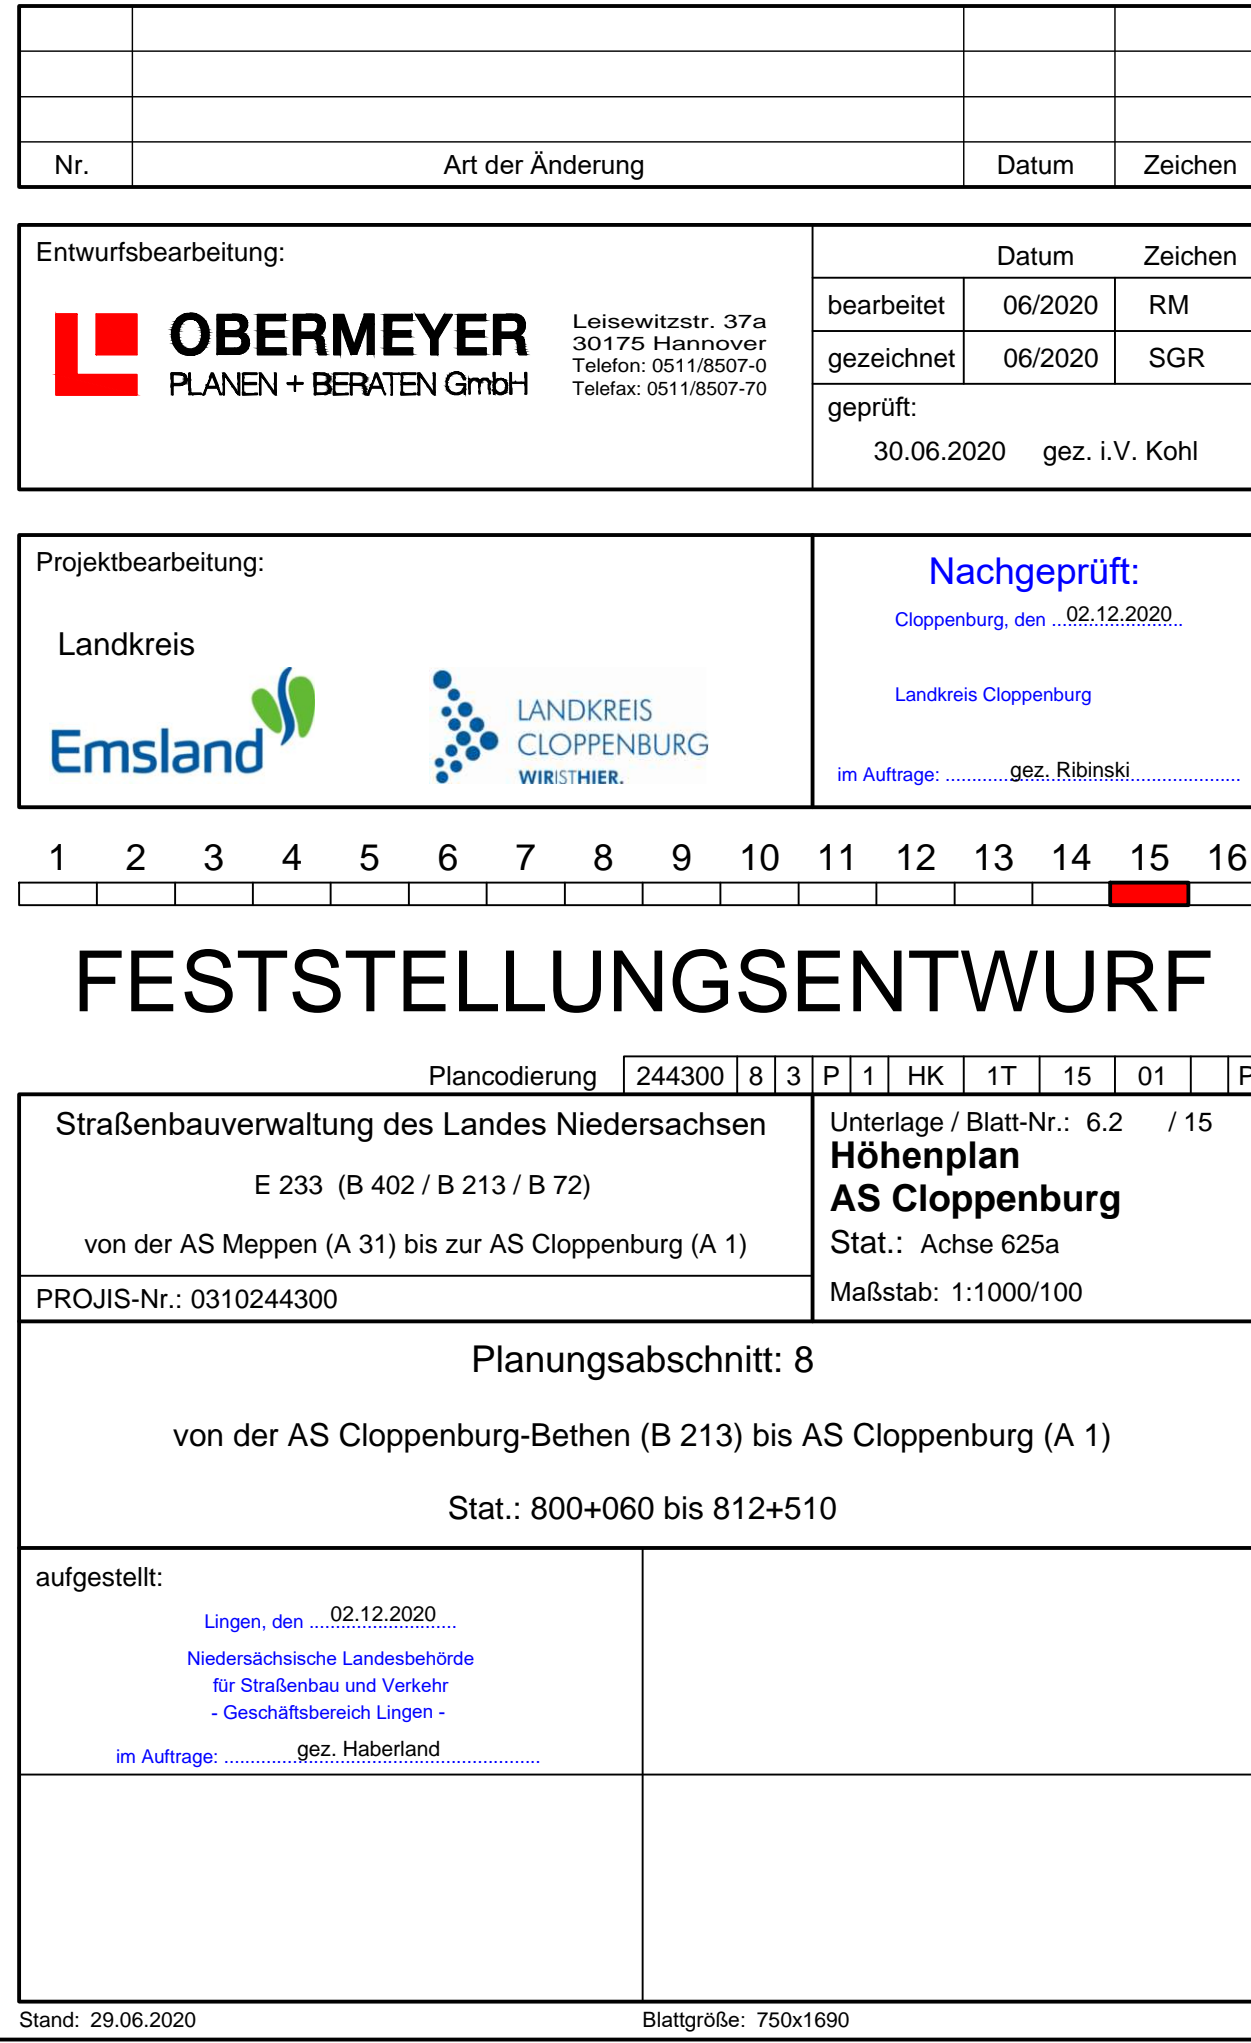 Nr. Art der Änderung Datum Zeichen
Entwurfsbearbeitung:
OBERMEYER
PLANEN + BERATEN GmbH
Leisewitzstr. 37a
30175 Hannover
Telefon: 0511/8507-0
Telefax: 0511/8507-70
Datum Zeichen
bearbeitet 06/2020 RM
gezeichnet 06/2020 SGR
geprüft:
30.06.2020 gez. i.V. Kohl
Projektbearbeitung:
Landkreis
Emsland
LANDKREIS
CLOPPENBURG
WIRISTHIER.
Nachgeprüft:
Cloppenburg, den 02.12.2020
Landkreis Cloppenburg
im Auftrage: gez. Ribinski
1 2 3 4 5 6 7 8 9 10 11 12 13 14 15 16
FESTSTELLUNGSENTWURF
Plancodierung 244300 8 3 P 1 HK 1T 15 01 P
Straßenbauverwaltung des Landes Niedersachsen
E 233 (B 402 / B 213 / B 72)
von der AS Meppen (A 31) bis zur AS Cloppenburg (A 1)
PROJIS-Nr.: 0310244300
Unterlage / Blatt-Nr.: 6.2 / 15
Höhenplan
AS Cloppenburg
Stat.: Achse 625a
Maßstab: 1:1000/100
Planungsabschnitt: 8
von der AS Cloppenburg-Bethen (B 213) bis AS Cloppenburg (A 1)
Stat.: 800+060 bis 812+510
aufgestellt:
Lingen, den 02.12.2020
Niedersächsische Landesbehörde
für Straßenbau und Verkehr
- Geschäftsbereich Lingen -
im Auftrage: gez. Haberland
Stand: 29.06.2020 Blattgröße: 750x1690